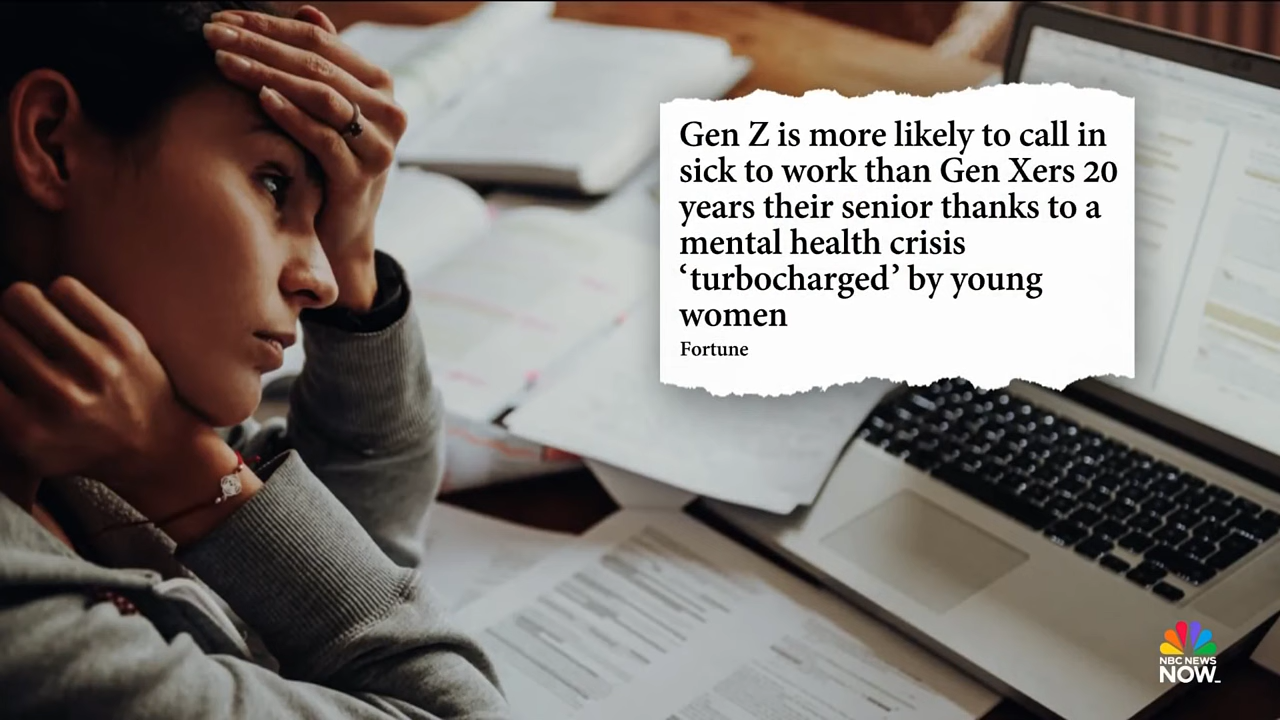 Gen Z is more likely to call in
sick to work than Gen Xers 20
years their senior thanks to a
mental health crisis
‘turbocharged’ by young
women
Fortune
NBC NEWS
NOW_